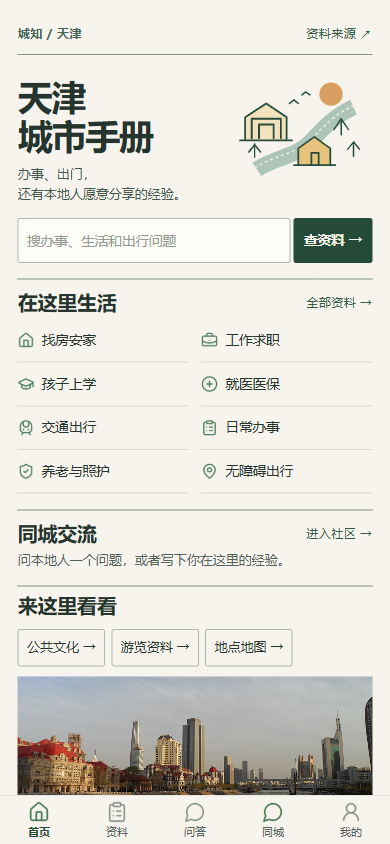 城知 / 天津
资料来源 ↗
天津
城市手册
办事、出门，
还有本地人愿意分享的经验。
搜办事、生活和出行问题
查资料 →
在这里生活
全部资料 →
找房安家
工作求职
孩子上学
就医医保
交通出行
日常办事
养老与照护
无障碍出行
同城交流
进入社区 →
问本地人一个问题，或者写下你在这里的经验。
来这里看看
公共文化 →
游览资料 →
地点地图 →
首页
资料
问答
同城
我的